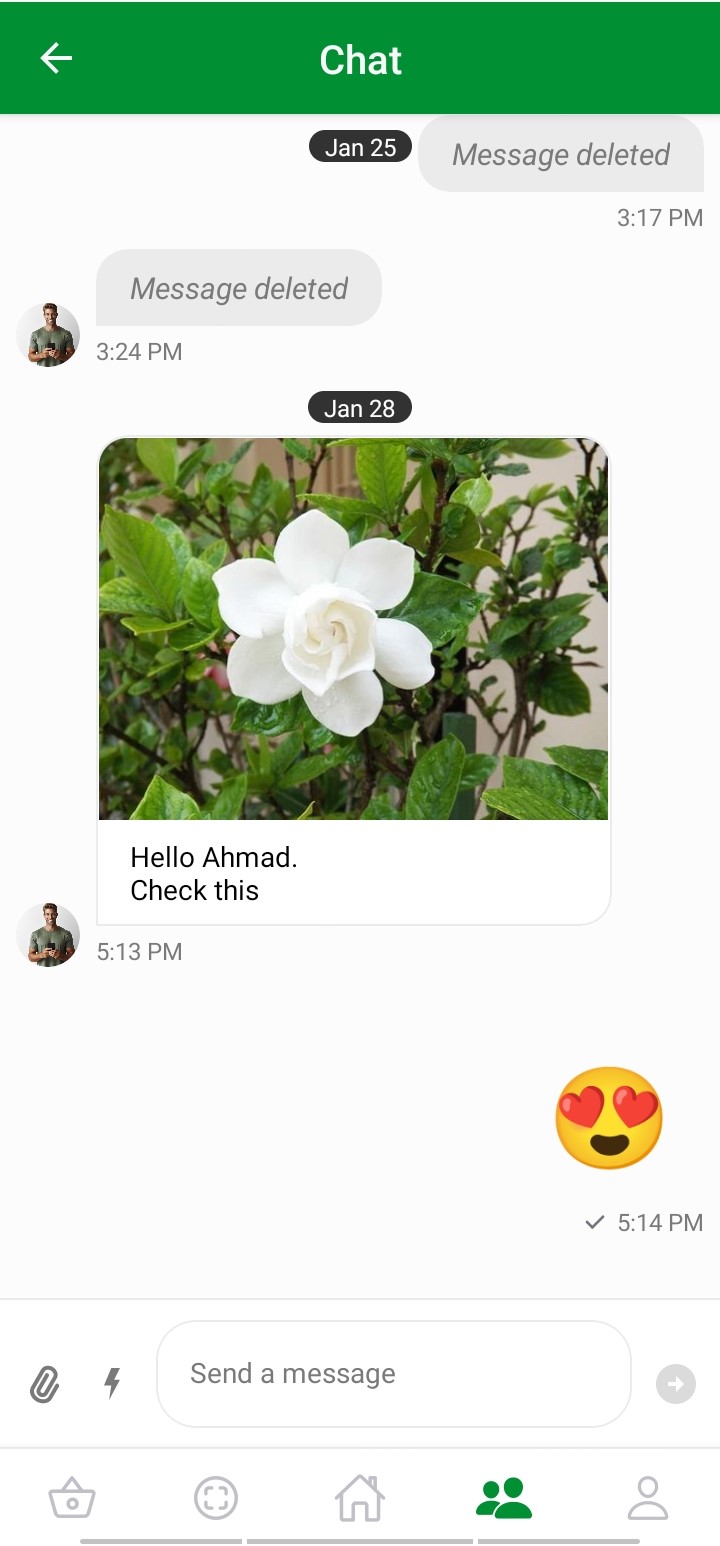 Chat
Jan 25
Message deleted
3:17 PM
Message deleted
3:24 PM
Jan 28
Hello Ahmad.
Check this
5:13 PM
5:14 PM
Send a message